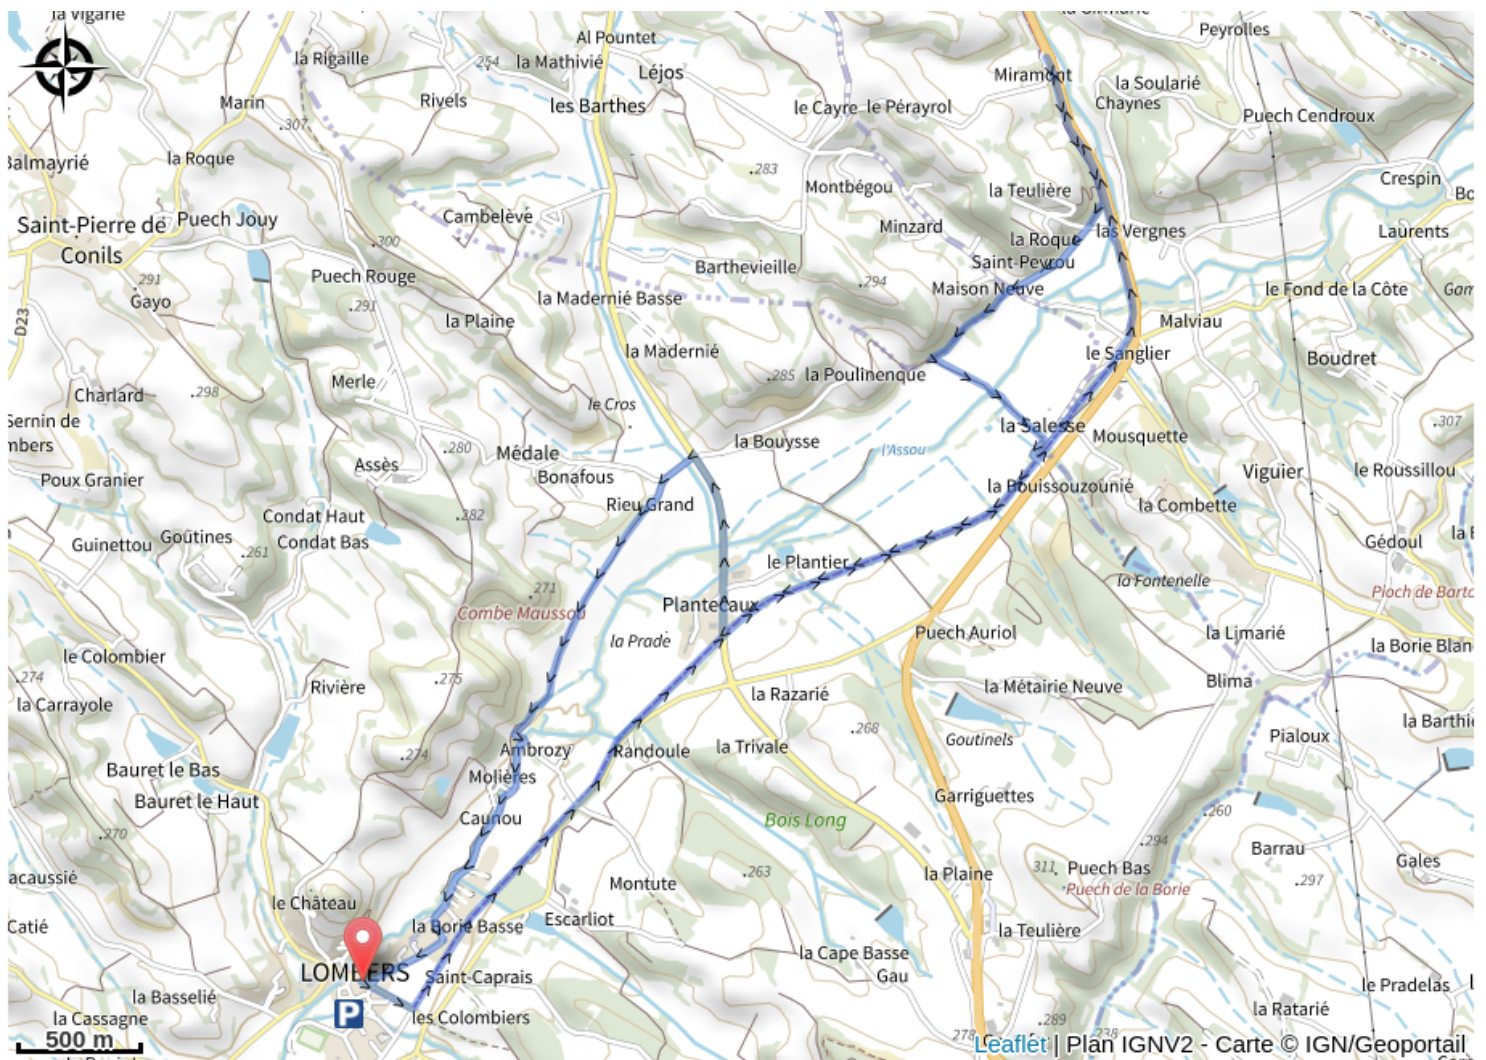 la Vigarié
Peyrolles
Al Pountet
la Rigaille
254
la Mathivié
Léjos
Miramont
la Soularié
Marin
Rivels
les Barthes
le Cayre
le Pérayrol
Chaynes
Puech Cendroux
307
Balmayrié
la Roque
283
Montbégou
la Teulière
Crespin
Saint-Pierre de
Conils
Puech Jouy
Cambelèvé
Minzard
la Roque
las Vergnes
Laurents
300
Barthevieille
Saint-Peyrou
291
Puech Rouge
294
Maison Neuve
le Fond de la Côte
Gayo
291
la Madernié Basse
D23
la Plaine
Malviau
la Madernié
le Sanglier
Boudret
Merle
285
la Poulinenque
Charlard
298
le Cros
Sernin de
mbers
la Salesse
307
la Bouysse
Mousquette
280
Médale
l'Assou
Assès
Bonafous
Viguier
le Roussillou
Poux Granier
la Bouissouzounié
Rieu Grand
la Combette
282
Condat Haut
Condat Bas
Guinettou
Goutines
261
Gédoul
le Plantier
la Fontenelle
271
Combe Maussou
Plantecaux
Pioch de Barto
la Prade
Puech Auriol
la Limarié
la Borie Blan
le Colombier
274
275
Rivière
la Métairie Neuve
Blima
la Razarié
la Carrayole
la Barthie
268
Goutinels
Pialoux
274
Ambrozy
Randoule
la Trivale
Bauret le Bas
Molières
Bauret le Haut
Garriguettes
260
Caunou
Bois Long
270
294
Barrau
Gales
311
Puech Bas
263
la Plaine
Puech de la Borie
297
acaussié
Montute
le Château
Catié
la Borie Basse
Escarliot
la Teulière
la Cape Basse
LOMBERS
Saint-Caprais
Gau
le Pradelas
la Basselié
P
la Ratarié
la Cassagne
les Colombiers
289
278
238
500 m
Leaflet | Plan IGNV2 - Carte © IGN/Geoportail